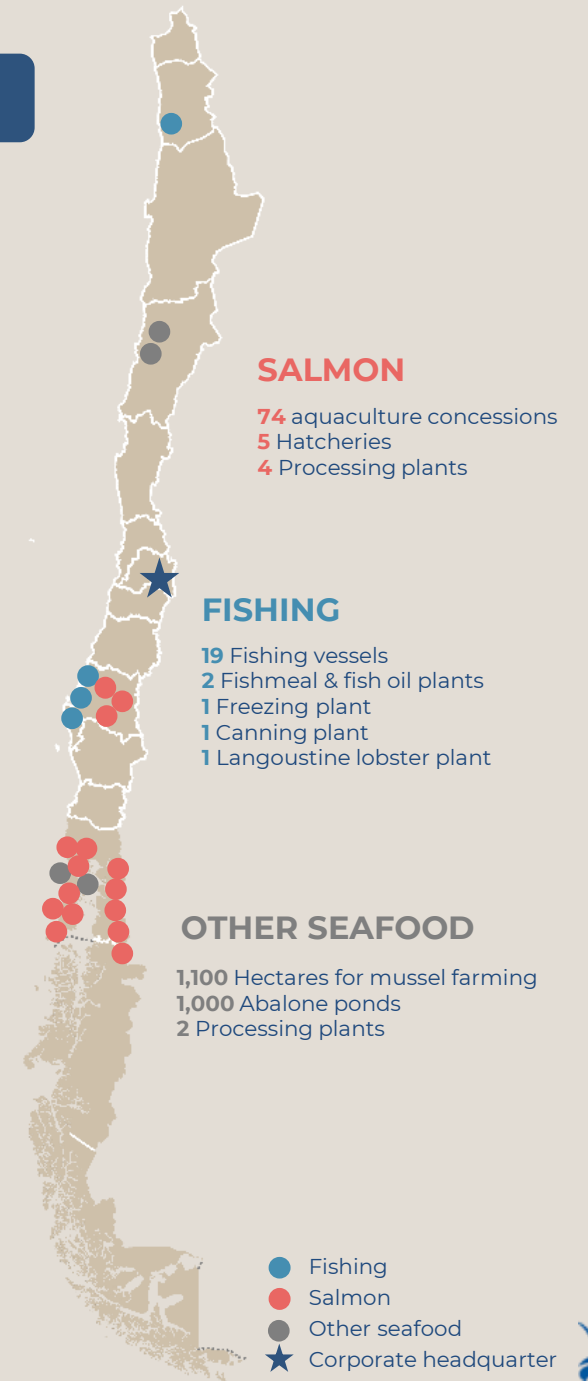 SALMON
74 aquaculture concessions
5 Hatcheries
4 Processing plants
FISHING
19 Fishing vessels
2 Fishmeal & fish oil plants
1 Freezing plant
1 Canning plant
1 Langoustine lobster plant
OTHER SEAFOOD
1,100 Hectares for mussel farming
1,000 Abalone ponds
2 Processing plants
Fishing
Salmon
Other seafood
Corporate headquarter